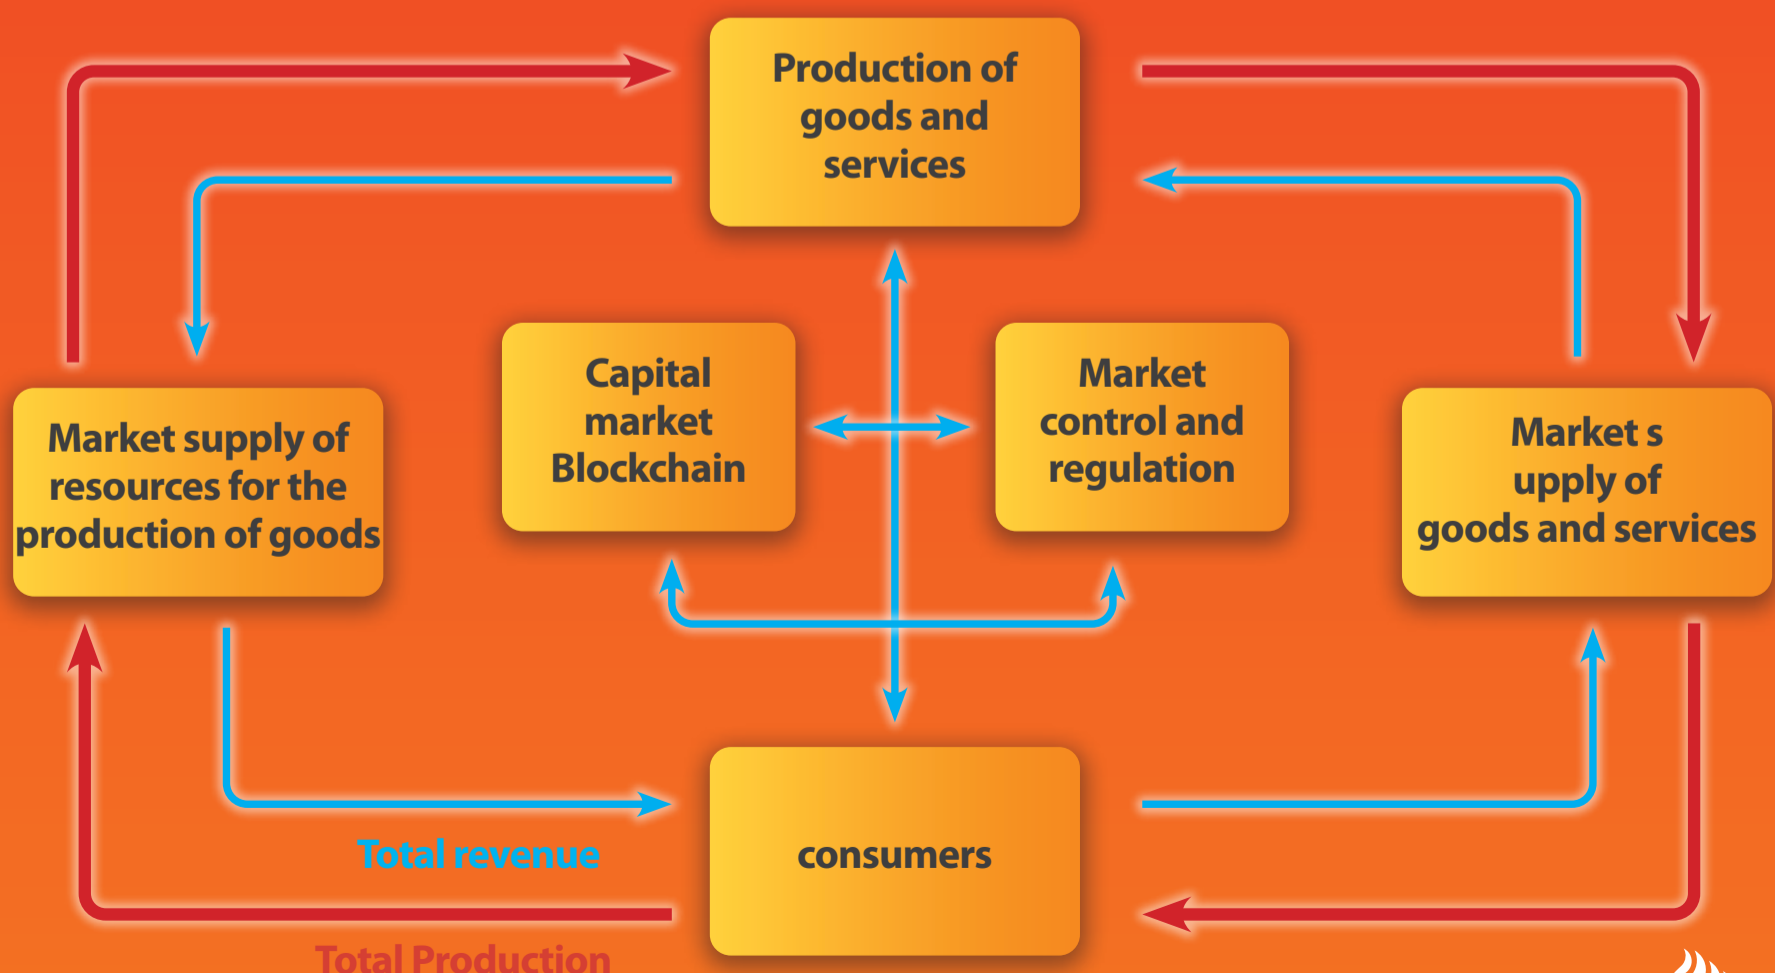 Production of
goods and
services
Capital
market
Blockchain
Market
control and
regulation
Market supply of
resources for the
production of goods
Market s
upply of
goods and services
Total revenue
consumers
Total Production